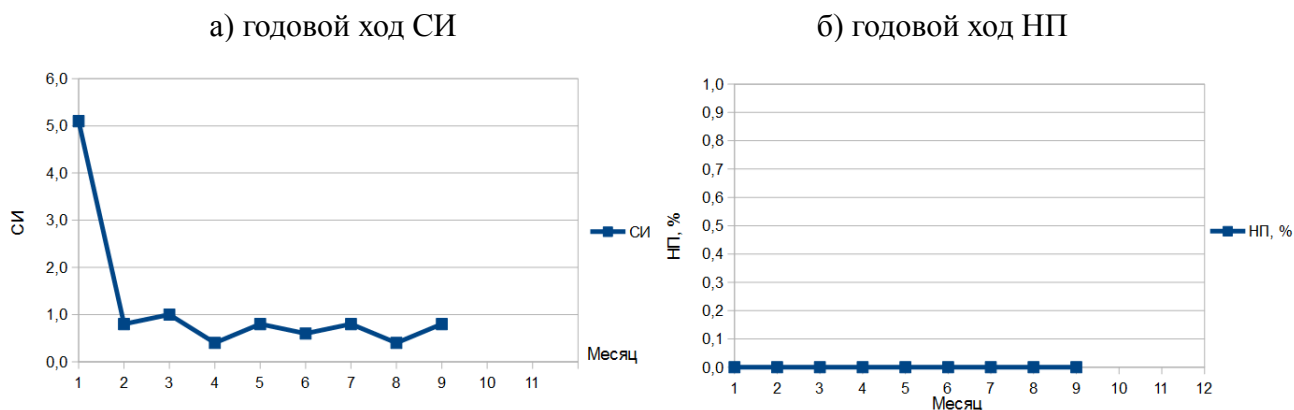 а) годовой ход СИ
б) годовой ход НП
6,0
5,0
4,0
3,0
2,0
1,0
0,0
СИ
1 2 3 4 5 6 7 8 9 10 11
Месяц
СИ
1,0
0,9
0,8
0,7
0,6
0,5
0,4
0,3
0,2
0,1
0,0
НП, %
1 2 3 4 5 6 7 8 9 10 11 12
Месяц
НП, %